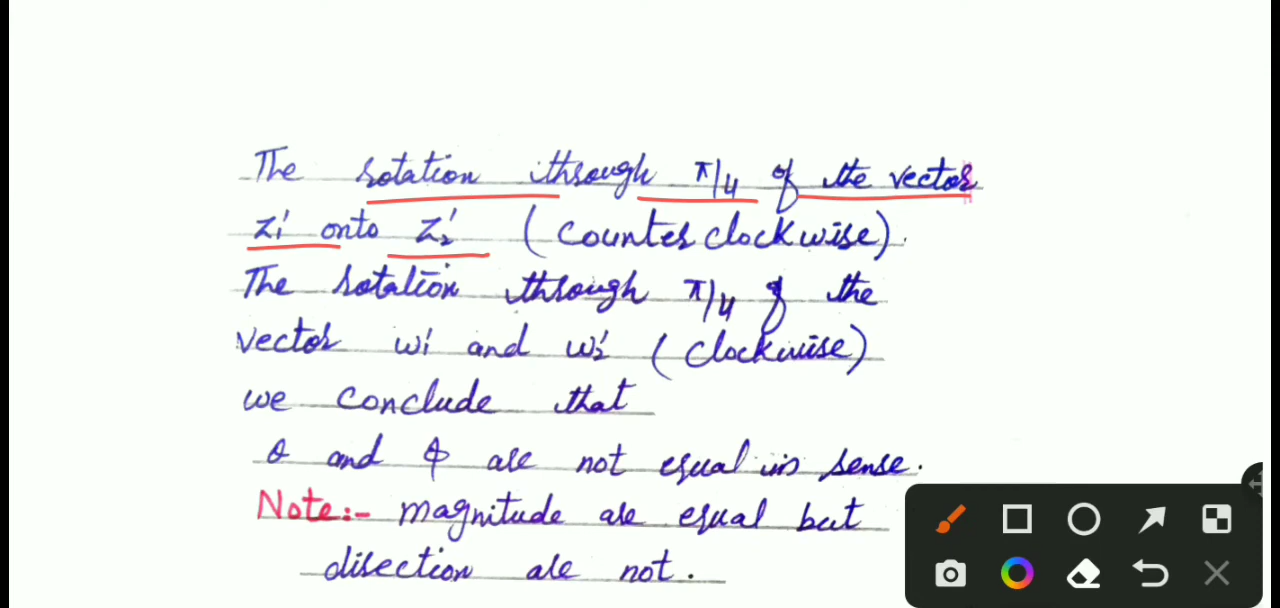 The rotation through π/4 of the vector
z₁' onto z₂' (Counter clockwise).
The rotation through π/4 of the
vector w₁' and w₂' (clockwise)
we conclude that
θ and φ are not equal in sense.
Note:- magnitude are equal but
direction are not.